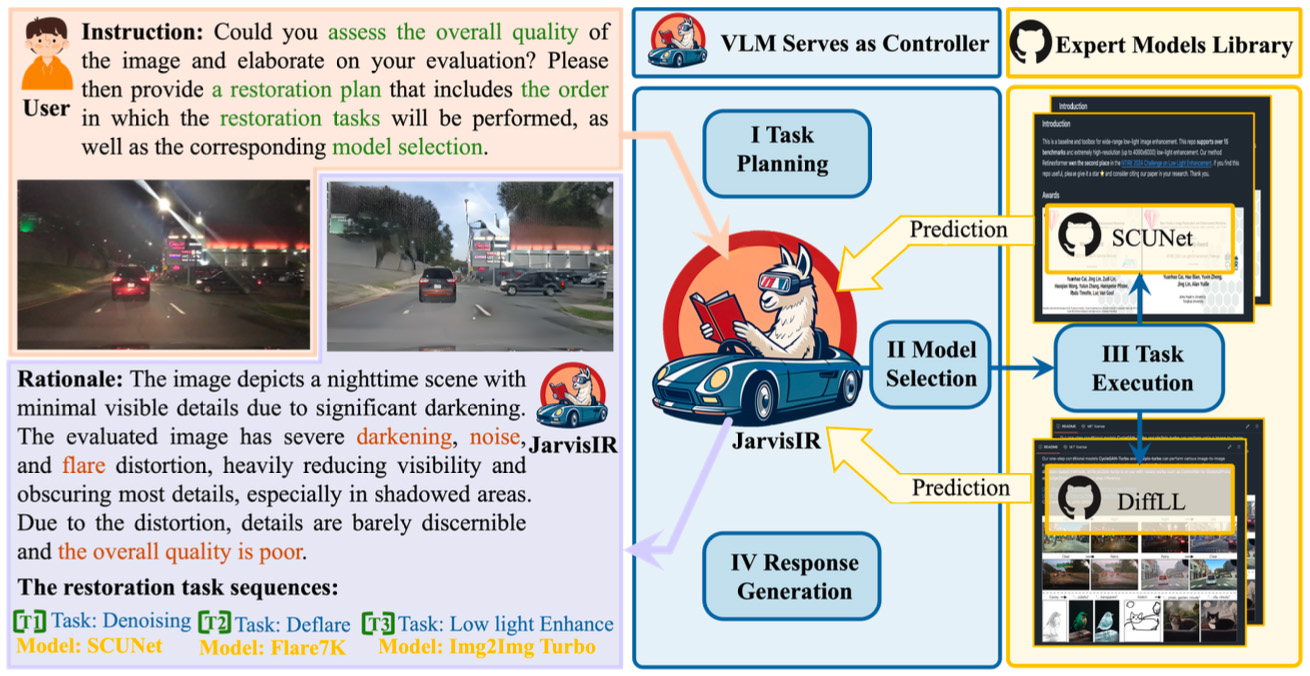 Instruction: Could you assess the overall quality of
the image and elaborate on your evaluation? Please
then provide a restoration plan that includes the order
in which the restoration tasks will be performed, as
well as the corresponding model selection.
User
Rationale: The image depicts a nighttime scene with
minimal visible details due to significant darkening.
The evaluated image has severe darkening, noise,
and flare distortion, heavily reducing visibility and
obscuring most details, especially in shadowed areas.
Due to the distortion, details are barely discernible
and the overall quality is poor.
JarvisIR
The restoration task sequences:
[T1] Task: Denoising [T2] Task: Deflare [T3] Task: Low light Enhance
Model: SCUNet Model: Flare7K Model: Img2Img Turbo
VLM Serves as Controller
I Task
Planning
JarvisIR
II Model
Selection
IV Response
Generation
Prediction
Prediction
Expert Models Library
Introduction
Introduction
This is a baseline and toolbox for wide-range low-light image enhancement. This repo supports over 15
benchmarks and extremely high-resolution (up to 4000x6000) low-light enhancement. Our method
Retinexformer won the second place in the NTIRE 2024 Challenge on Low Light Enhancement. If you find this
repo useful, please give it a star ⭐ and consider citing our paper in your research. Thank you.
Awards
SCUNet
III Task
Execution
README
README
DiffLL